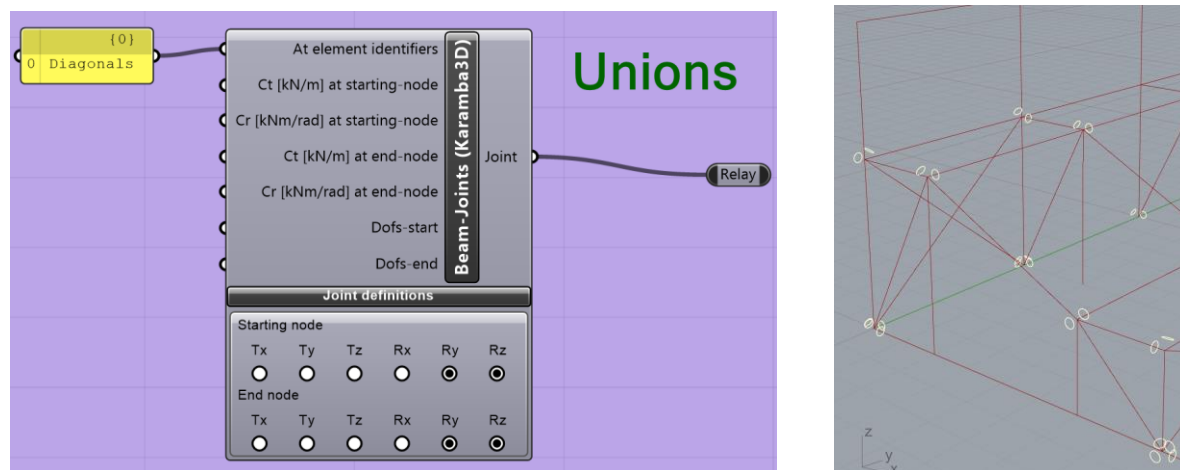 {0}
0 Diagonals
At element identifiers
Ct [kN/m] at starting-node
Cr [kNm/rad] at starting-node
Ct [kN/m] at end-node
Cr [kNm/rad] at end-node
Dofs-start
Dofs-end
Beam-Joints (Karamba3D)
Joint
Unions
Relay
Joint definitions
Starting node
Tx Ty Tz Rx Ry Rz
End node
Tx Ty Tz Rx Ry Rz
z
y
x